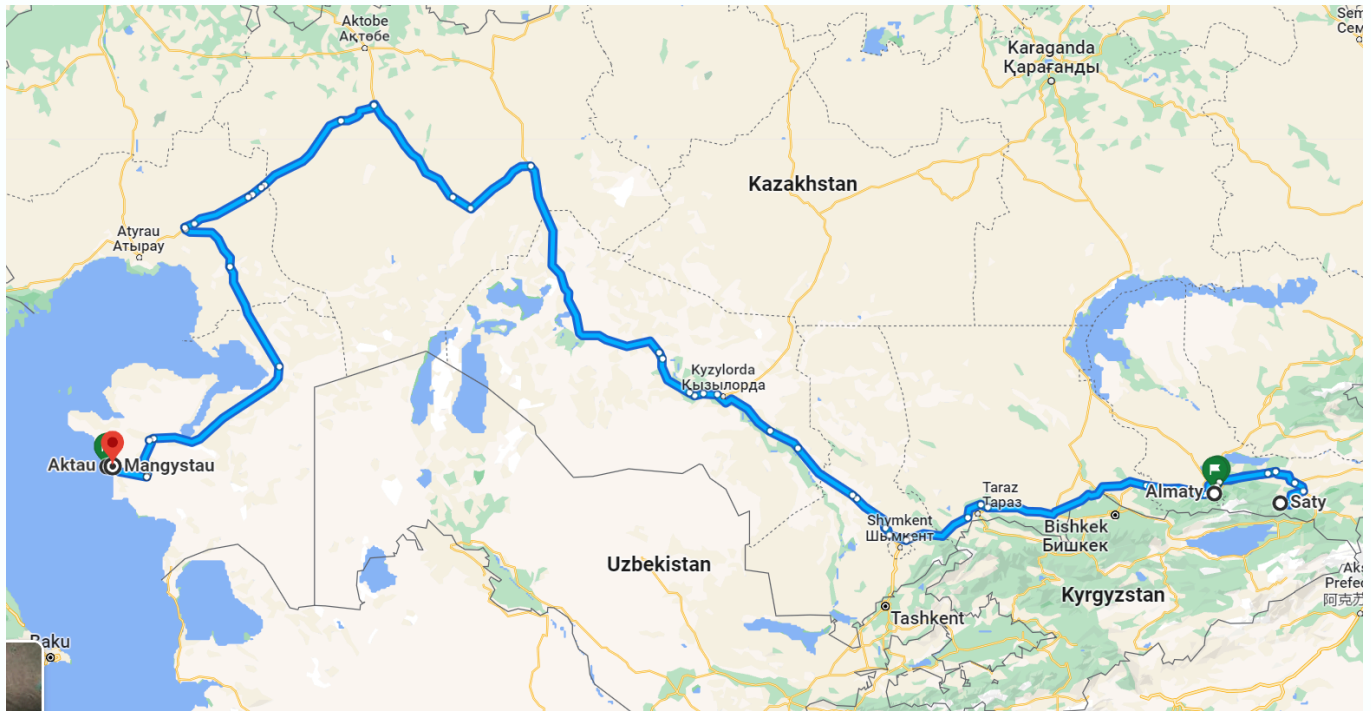 Aktobe
Ақтөбе
Karaganda
Қарағанды
Sem
Сем
Kazakhstan
Atyrau
Атырау
Kyzylorda
Қызылорда
Aktau
Mangystau
Almaty
Saty
Taraz
Тараз
Shymkent
Шымкент
Bishkek
Бишкек
Uzbekistan
Kyrgyzstan
Aks
Prefec
阿克苏
Tashkent
Baku